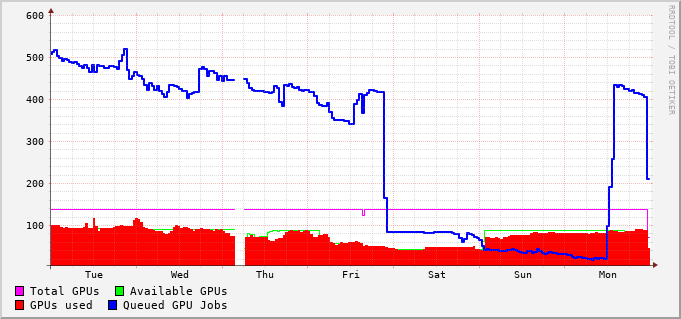 600
500
400
300
200
100
Tue Wed Thu Fri Sat Sun Mon
Total GPUs Available GPUs
GPUs used Queued GPU Jobs
RRDTOOL / TOBI OETIKER